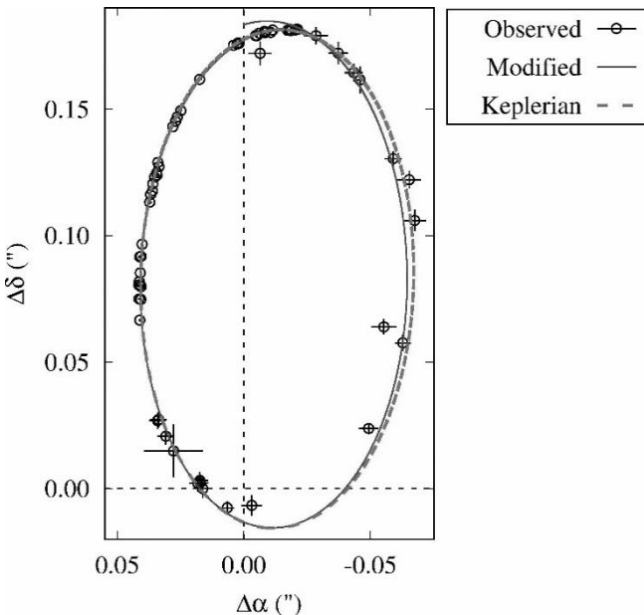 Observed
Modified
Keplerian
0.15
0.10
0.05
0.00
Δδ (")
0.05 0.00 -0.05
Δα (")